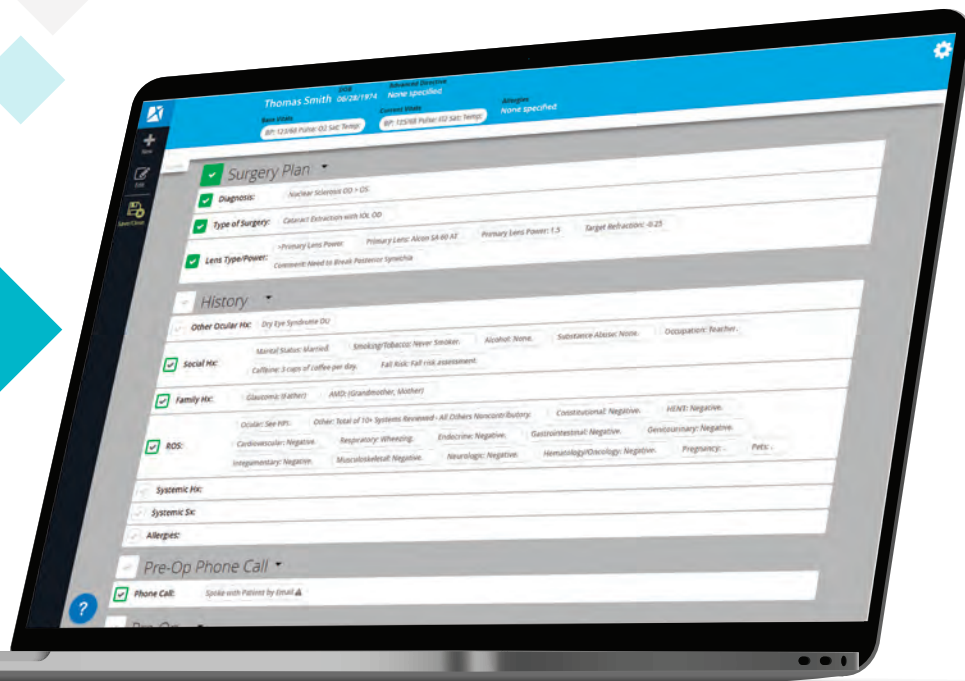 DOB
Advanced Directive
Thomas Smith 06/28/1974 None specified
Base Vitals
Current Vitals
Allergies
BP: 123/68 Pulse: O2 Sat: Temp:
BP: 125/68 Pulse: O2 Sat: Temp:
None specified
New
Edit
Save/Close
Surgery Plan
Diagnosis: Nuclear Sclerosis OD > OS
Type of Surgery: Cataract Extraction with IOL OD
Lens Type/Power: >Primary Lens Power: Primary Lens: Alcon SA 60 AT Primary Lens Power: 1.5 Target Refraction: -0.25
Comment: Need to Break Posterior Synechia
History
Other Ocular Hx: Dry Eye Syndrome OU
Social Hx: Marital Status: Married. Smoking/Tobacco: Never Smoker. Alcohol: None. Substance Abuse: None. Occupation: Teacher.
Caffeine: 3 cups of coffee per day. Fall Risk: Fall risk assessment.
Family Hx: Glaucoma: (Father) AMD: (Grandmother, Mother)
ROS: Ocular: See HPI. Other: Total of 10+ Systems Reviewed - All Others Noncontributory. Constitutional: Negative. HENT: Negative.
Cardiovascular: Negative. Respiratory: Wheezing. Endocrine: Negative. Gastrointestinal: Negative. Genitourinary: Negative.
Integumentary: Negative. Musculoskeletal: Negative. Neurologic: Negative. Hematology/Oncology: Negative. Pregnancy: . Pets: .
Systemic Hx:
Systemic Sx:
Allergies:
Pre-Op Phone Call
Phone Call: Spoke with Patient by Email
?
Pre-Op